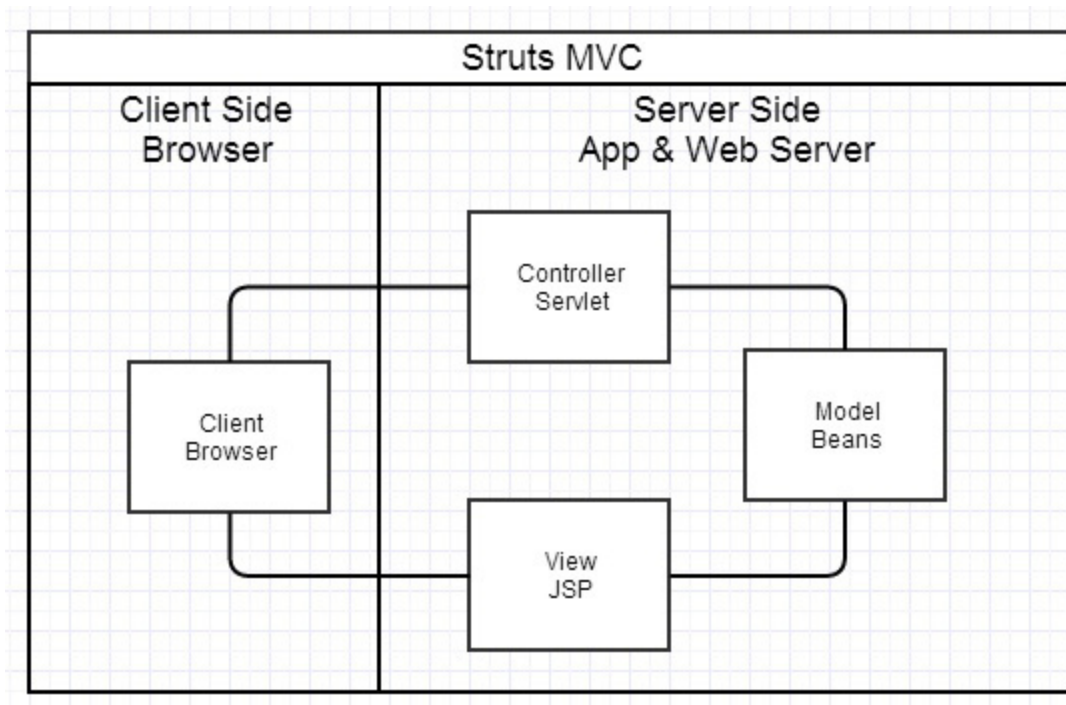 Struts MVC
Client Side
Browser
Server Side
App & Web Server
Controller
Servlet
Client
Browser
Model
Beans
View
JSP